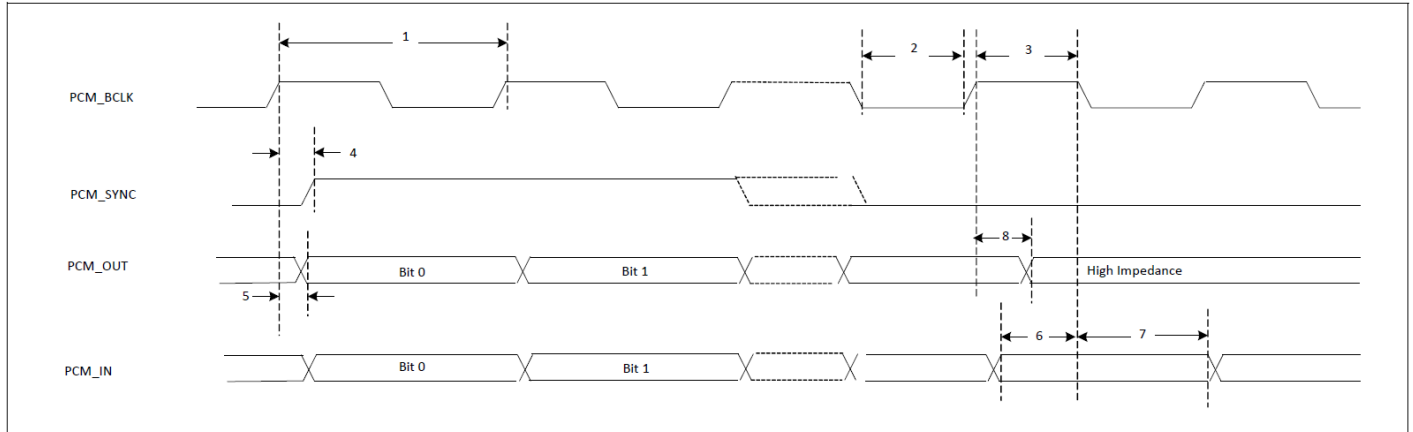 1
2
3
PCM_BCLK
4
PCM_SYNC
8
PCM_OUT
Bit 0
Bit 1
High Impedance
5
6
7
PCM_IN
Bit 0
Bit 1